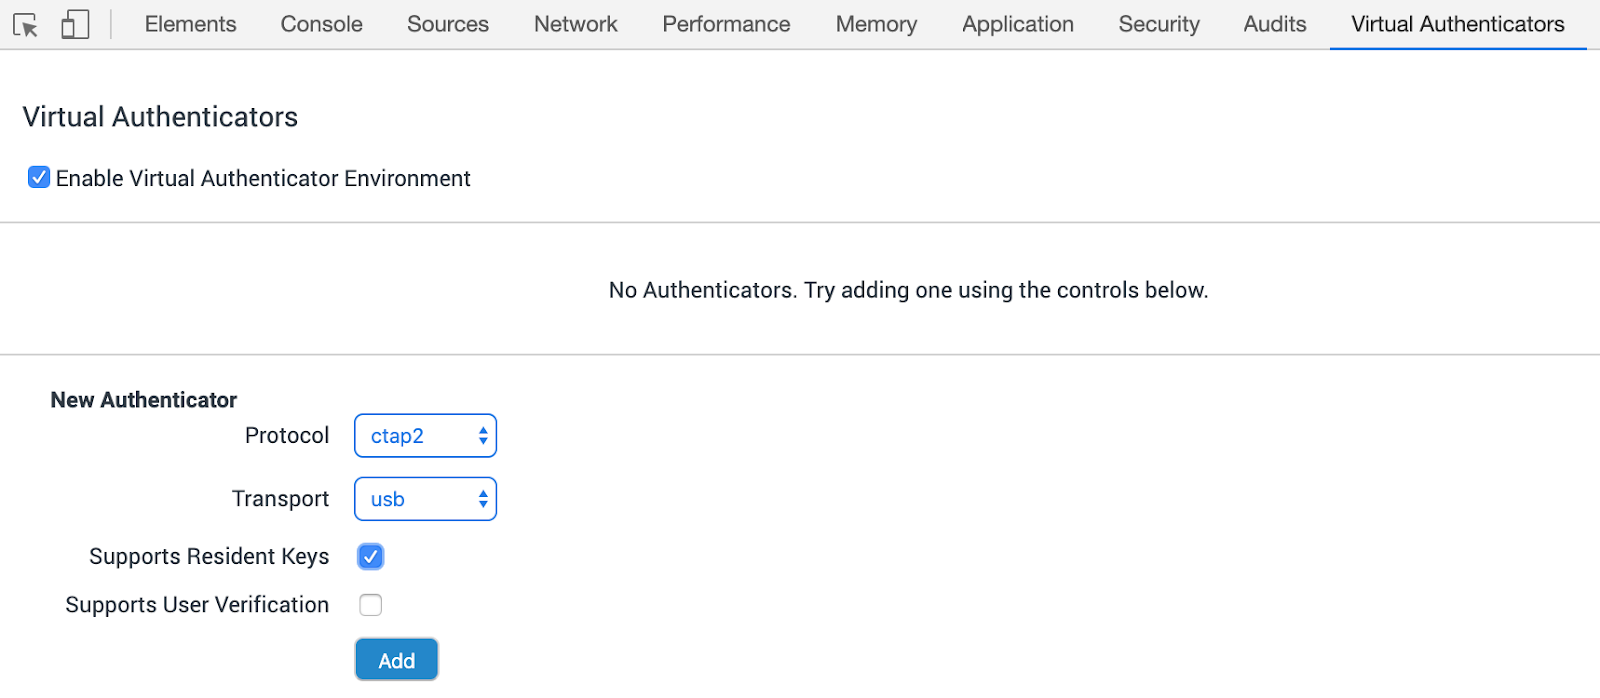 Elements Console Sources Network Performance Memory Application Security Audits Virtual Authenticators
Virtual Authenticators
Enable Virtual Authenticator Environment
No Authenticators. Try adding one using the controls below.
New Authenticator
Protocol ctap2
Transport usb
Supports Resident Keys
Supports User Verification
Add